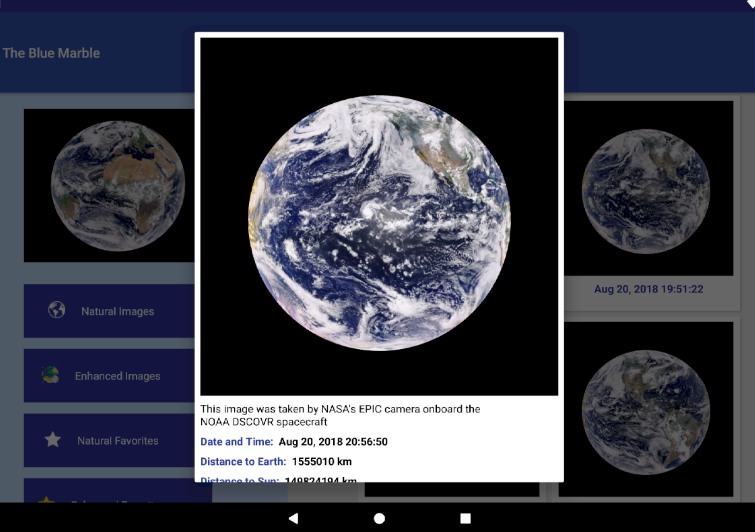 The Blue Marble
Natural Images
Enhanced Images
Natural Favorites
This image was taken by NASA's EPIC camera onboard the
NOAA DSCOVR spacecraft
Date and Time: Aug 20, 2018 20:56:50
Distance to Earth: 1555010 km
Distance to Sun: 149824194 km
Aug 20, 2018 19:51:22